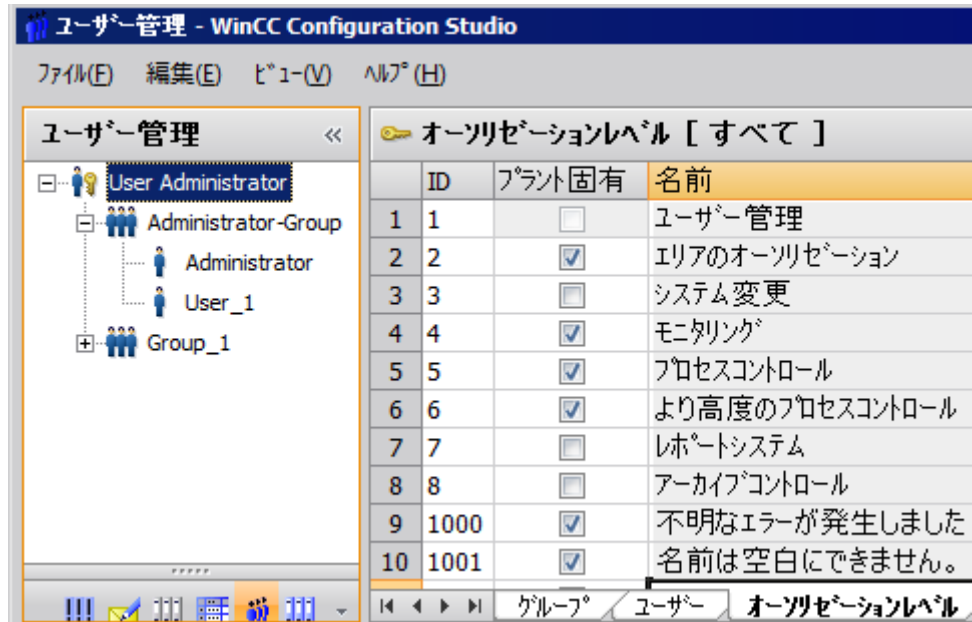 ユーザー管理 - WinCC Configuration Studio
ファイル(F) 編集(E) ビュー(V) ヘルプ(H)
ユーザー管理 «
User Administrator
Administrator-Group
Administrator
User_1
Group_1
オーソリゼーションレベル [ すべて ]
ID プラント固有 名前
1 1 ユーザー管理
2 2 エリアのオーソリゼーション
3 3 システム変更
4 4 モニタリング
5 5 プロセスコントロール
6 6 より高度のプロセスコントロール
7 7 レポートシステム
8 8 アーカイブコントロール
9 1000 不明なエラーが発生しました
10 1001 名前は空白にできません。
グループ ユーザー オーソリゼーションレベル